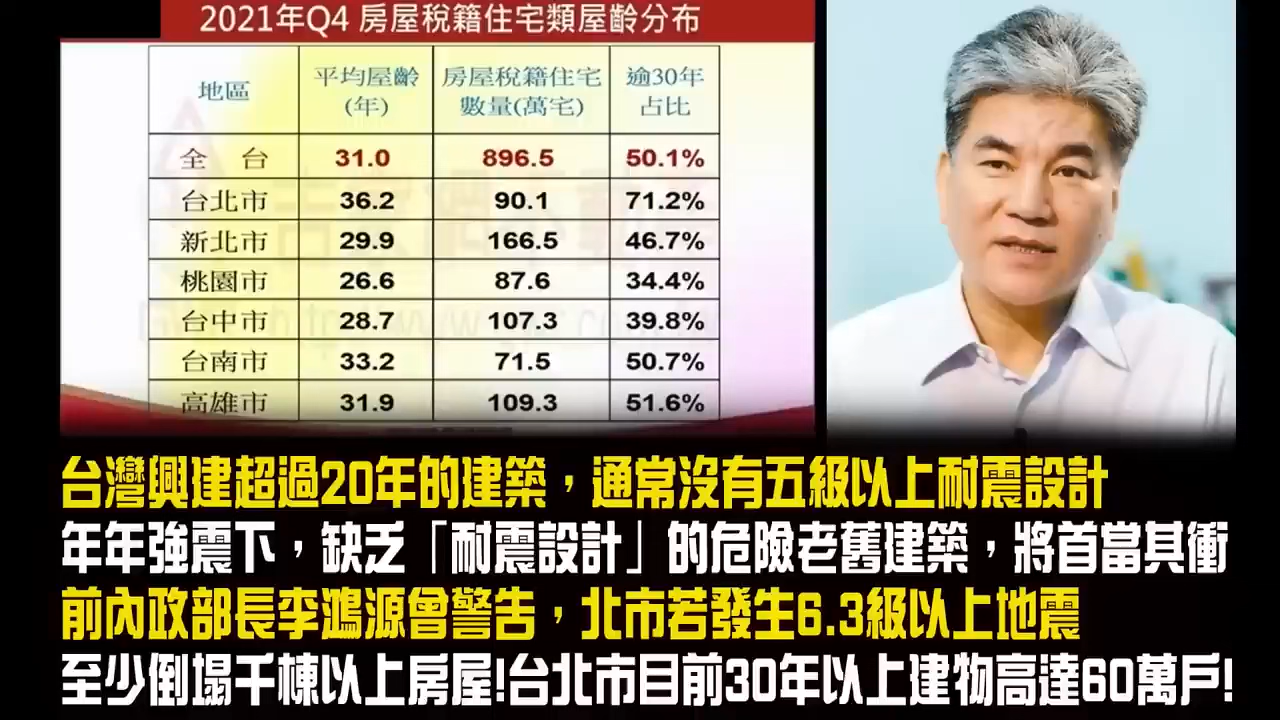 2021年Q4 房屋稅籍住宅類屋齡分布
地區 平均屋齡(年) 房屋稅籍住宅數量(萬宅) 逾30年占比
全 台 31.0 896.5 50.1%
台北市 36.2 90.1 71.2%
新北市 29.9 166.5 46.7%
桃園市 26.6 87.6 34.4%
台中市 28.7 107.3 39.8%
台南市 33.2 71.5 50.7%
高雄市 31.9 109.3 51.6%
台灣興建超過20年的建築，通常沒有五級以上耐震設計
年年強震下，缺乏「耐震設計」的危險老舊建築，將首當其衝
前內政部長李鴻源曾警告，北市若發生6.3級以上地震
至少倒塌千棟以上房屋!台北市目前30年以上建物高達60萬戶!